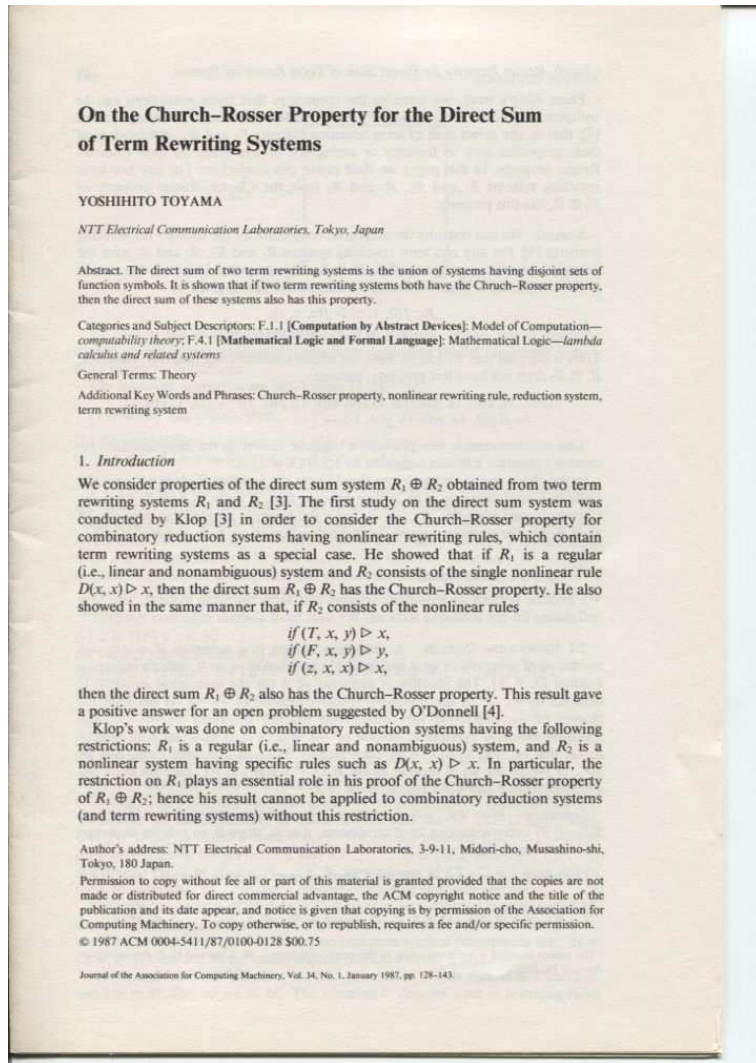 On the Church–Rosser Property for the Direct Sum
of Term Rewriting Systems
YOSHIHITO TOYAMA
NTT Electrical Communication Laboratories, Tokyo, Japan
Abstract. The direct sum of two term rewriting systems is the union of systems having disjoint sets of
function symbols. It is shown that if two term rewriting systems both have the Chruch–Rosser property,
then the direct sum of these systems also has this property.
Categories and Subject Descriptors: F.1.1 [Computation by Abstract Devices]: Model of Computation—
computability theory; F.4.1 [Mathematical Logic and Formal Language]: Mathematical Logic—lambda
calculus and related systems
General Terms: Theory
Additional Key Words and Phrases: Church–Rosser property, nonlinear rewriting rule, reduction system,
term rewriting system
1. Introduction
We consider properties of the direct sum system R₁ ⊕ R₂ obtained from two term
rewriting systems R₁ and R₂ [3]. The first study on the direct sum system was
conducted by Klop [3] in order to consider the Church–Rosser property for
combinatory reduction systems having nonlinear rewriting rules, which contain
term rewriting systems as a special case. He showed that if R₁ is a regular
(i.e., linear and nonambiguous) system and R₂ consists of the single nonlinear rule
D(x, x) ▷ x, then the direct sum R₁ ⊕ R₂ has the Church–Rosser property. He also
showed in the same manner that, if R₂ consists of the nonlinear rules
if (T, x, y) ▷ x,
if (F, x, y) ▷ y,
if (z, x, x) ▷ x,
then the direct sum R₁ ⊕ R₂ also has the Church–Rosser property. This result gave
a positive answer for an open problem suggested by O'Donnell [4].
Klop's work was done on combinatory reduction systems having the following
restrictions: R₁ is a regular (i.e., linear and nonambiguous) system, and R₂ is a
nonlinear system having specific rules such as D(x, x) ▷ x. In particular, the
restriction on R₁ plays an essential role in his proof of the Church–Rosser property
of R₁ ⊕ R₂; hence his result cannot be applied to combinatory reduction systems
(and term rewriting systems) without this restriction.
Author's address: NTT Electrical Communication Laboratories, 3-9-11, Midori-cho, Musashino-shi,
Tokyo, 180 Japan.
Permission to copy without fee all or part of this material is granted provided that the copies are not
made or distributed for direct commercial advantage, the ACM copyright notice and the title of the
publication and its date appear, and notice is given that copying is by permission of the Association for
Computing Machinery. To copy otherwise, or to republish, requires a fee and/or specific permission.
© 1987 ACM 0004-5411/87/0100-0128 $00.75
Journal of the Association for Computing Machinery, Vol. 34, No. 1, January 1987, pp. 128–143.